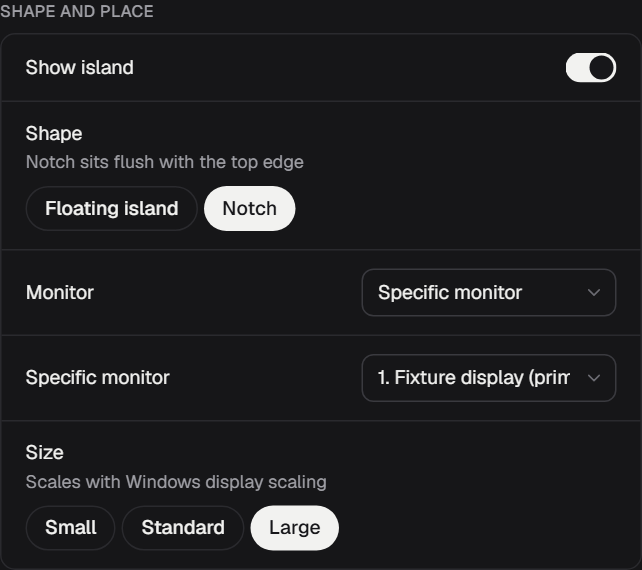 SHAPE AND PLACE
Show island
Shape
Notch sits flush with the top edge
Floating island Notch
Monitor Specific monitor
Specific monitor 1. Fixture display (prim
Size
Scales with Windows display scaling
Small Standard Large